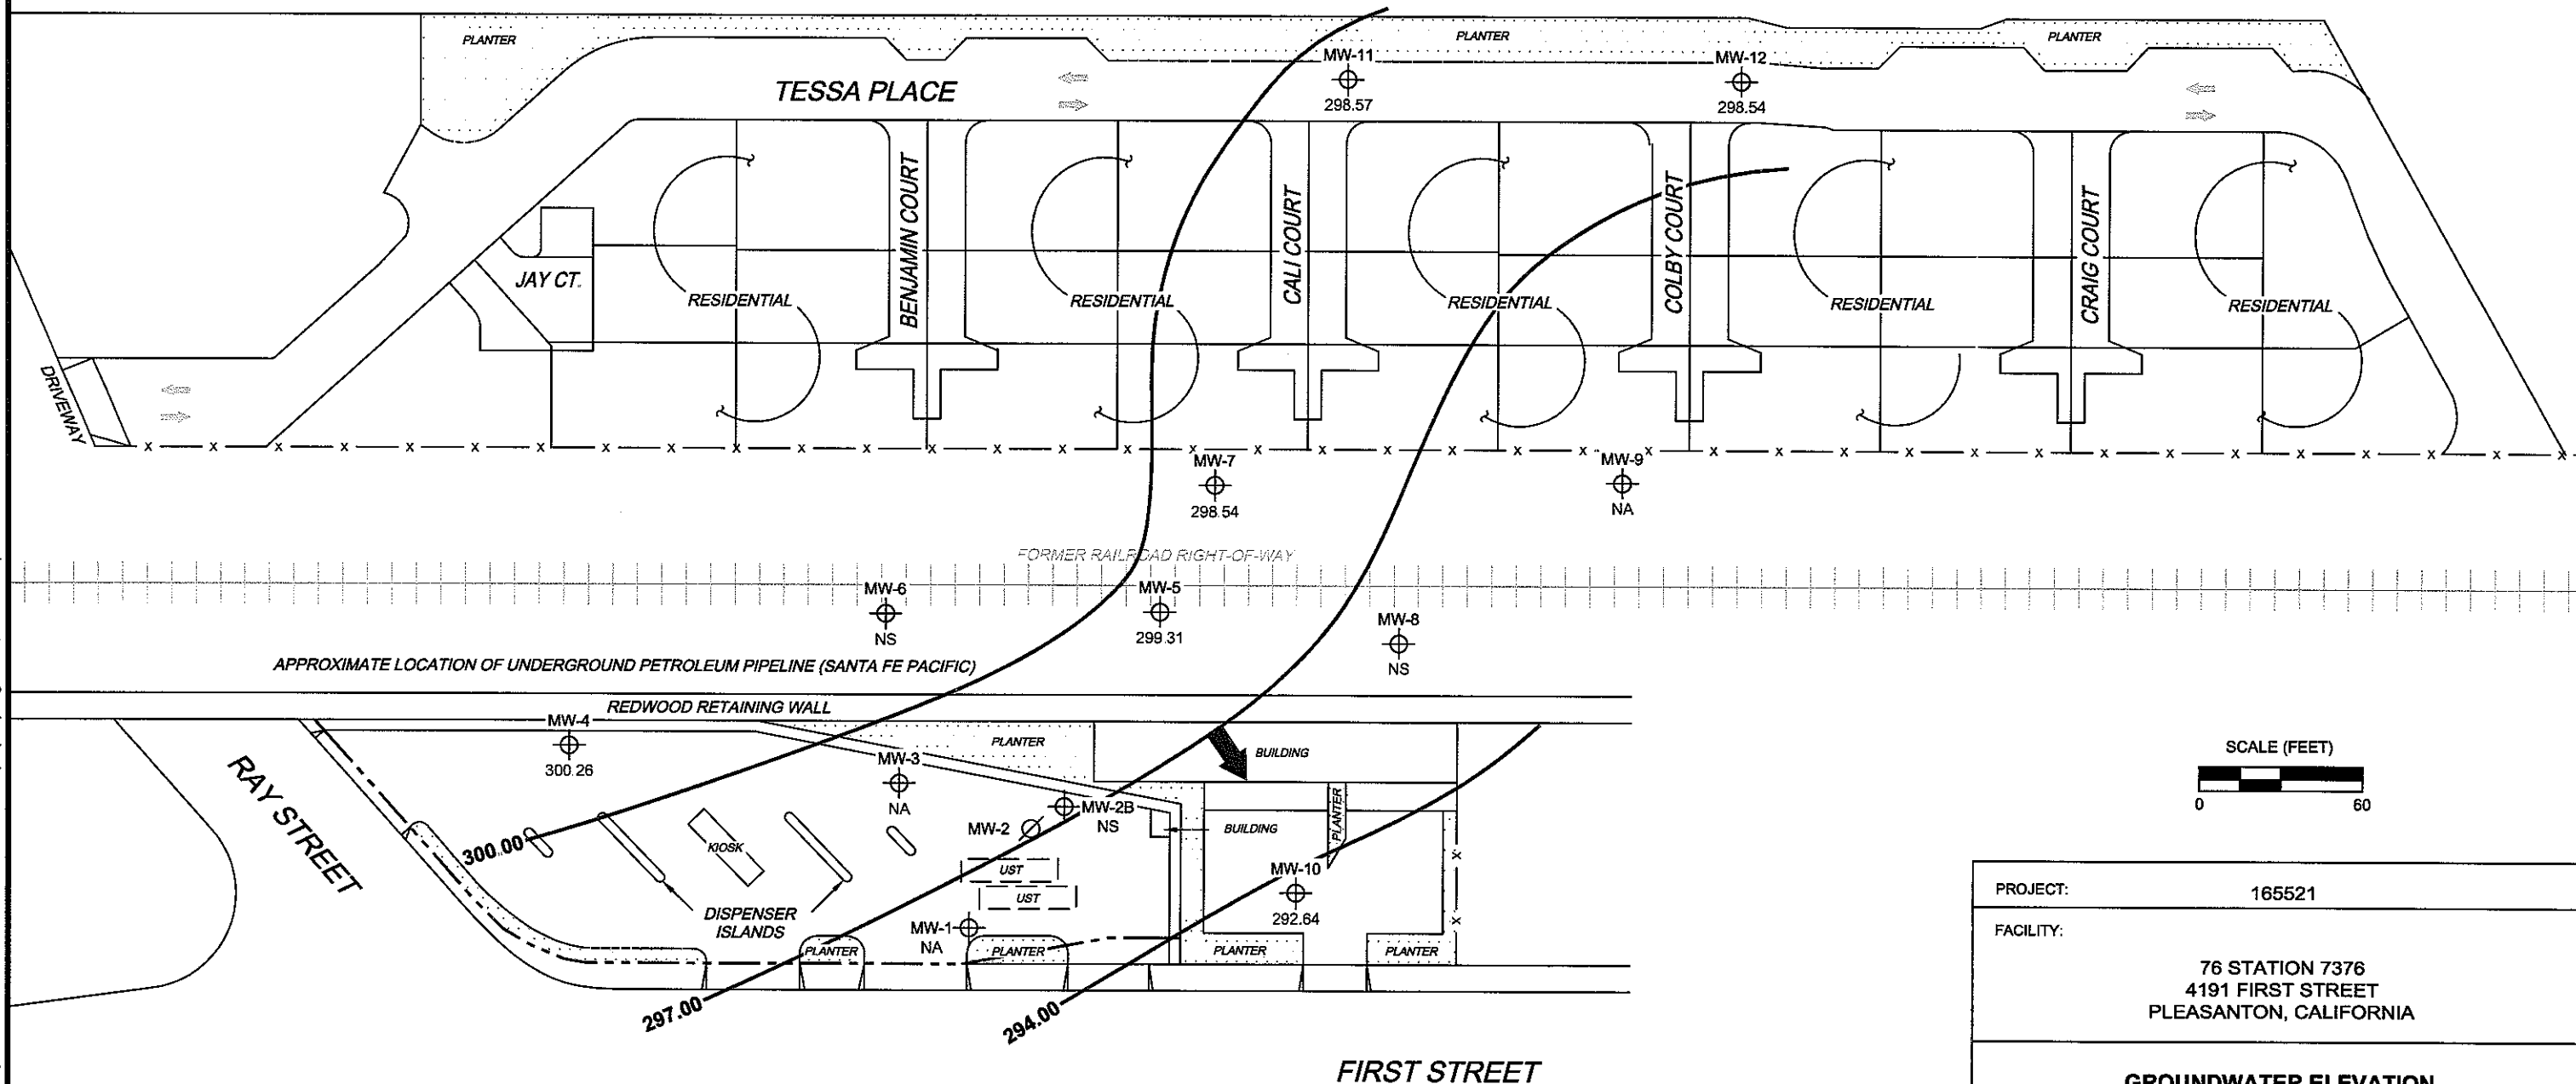 PLANTER
PLANTER
PLANTER
MW-11
298.57
MW-12
298.54
TESSA PLACE
BENJAMIN COURT
CALI COURT
COLBY COURT
CRAIG COURT
JAY CT.
RESIDENTIAL
RESIDENTIAL
RESIDENTIAL
RESIDENTIAL
RESIDENTIAL
DRIVEWAY
MW-7
298.54
MW-9
NA
FORMER RAILROAD RIGHT-OF-WAY
MW-6
NS
MW-5
299.31
MW-8
NS
APPROXIMATE LOCATION OF UNDERGROUND PETROLEUM PIPELINE (SANTA FE PACIFIC)
REDWOOD RETAINING WALL
MW-4
300.26
RAY STREET
PLANTER
BUILDING
MW-3
NA
MW-2B
NS
MW-2
BUILDING
PLANTER
KIOSK
300.00
UST
UST
MW-10
292.64
DISPENSER
ISLANDS
MW-1
NA
PLANTER
PLANTER
PLANTER
PLANTER
297.00
294.00
FIRST STREET
SCALE (FEET)
0 60
PROJECT: 165521
FACILITY:
76 STATION 7376
4191 FIRST STREET
PLEASANTON, CALIFORNIA
GROUNDWATER ELEVATION